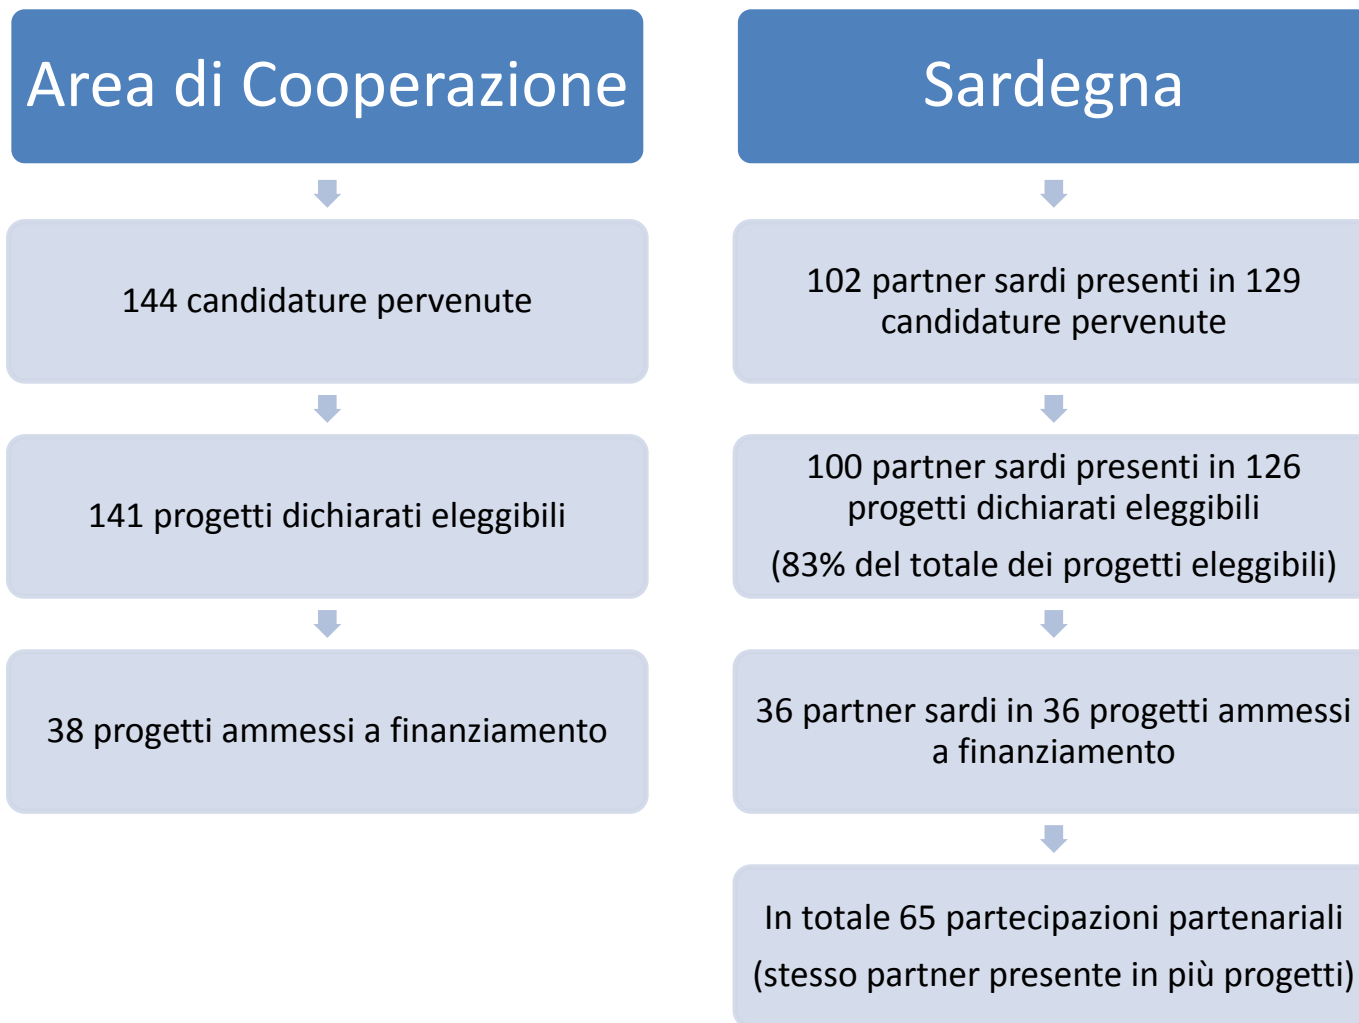 Area di Cooperazione
144 candidature pervenute
141 progetti dichiarati eleggibili
38 progetti ammessi a finanziamento
Sardegna
102 partner sardi presenti in 129
candidature pervenute
100 partner sardi presenti in 126
progetti dichiarati eleggibili
(83% del totale dei progetti eleggibili)
36 partner sardi in 36 progetti ammessi
a finanziamento
In totale 65 partecipazioni partenariali
(stesso partner presente in più progetti)